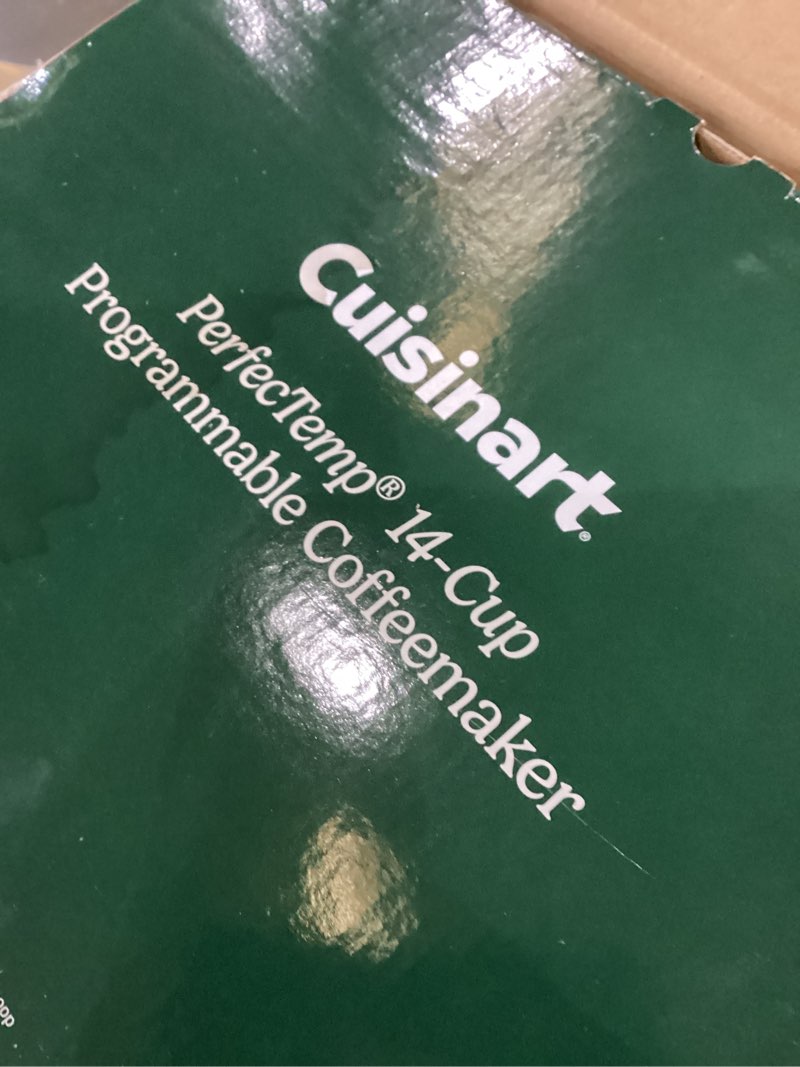 Cuisinart®
PerfecTemp® 14-Cup
Programmable Coffeemaker